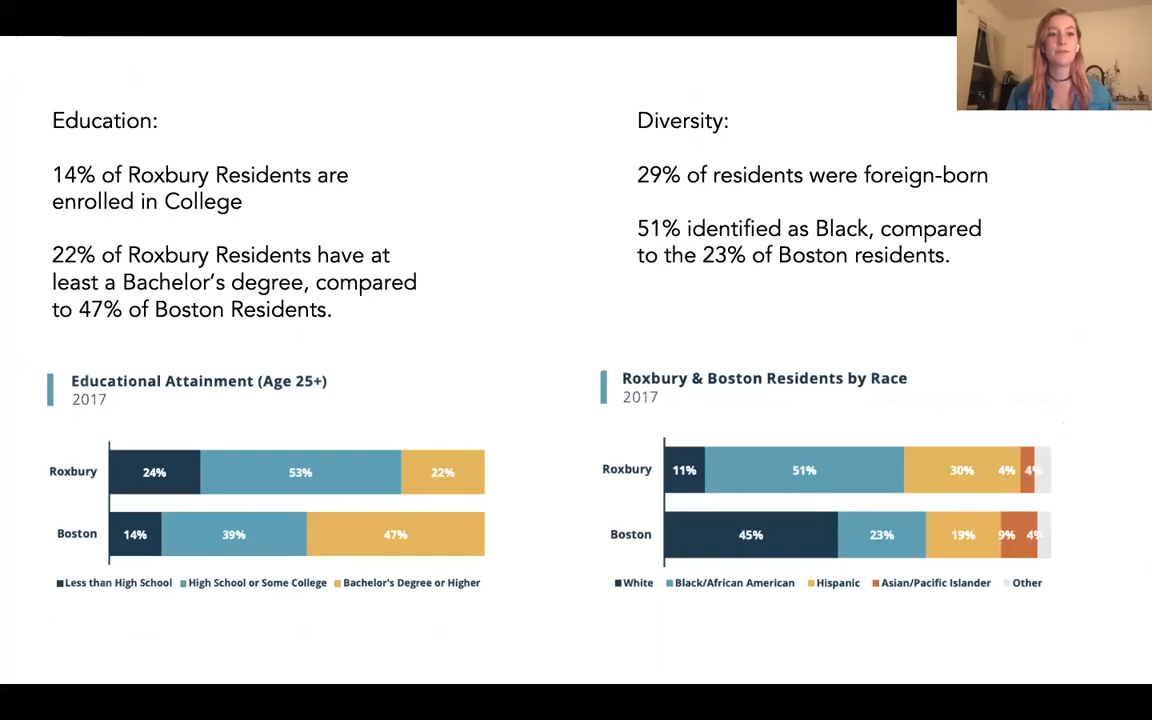 Education:
14% of Roxbury Residents are
enrolled in College
22% of Roxbury Residents have at
least a Bachelor's degree, compared
to 47% of Boston Residents.
Diversity:
29% of residents were foreign-born
51% identified as Black, compared
to the 23% of Boston residents.
Educational Attainment (Age 25+)
2017
Roxbury 24% 53% 22%
Boston 14% 39% 47%
Less than High School High School or Some College Bachelor's Degree or Higher
Roxbury & Boston Residents by Race
2017
Roxbury 11% 51% 30% 4% 4%
Boston 45% 23% 19% 9% 4%
White Black/African American Hispanic Asian/Pacific Islander Other